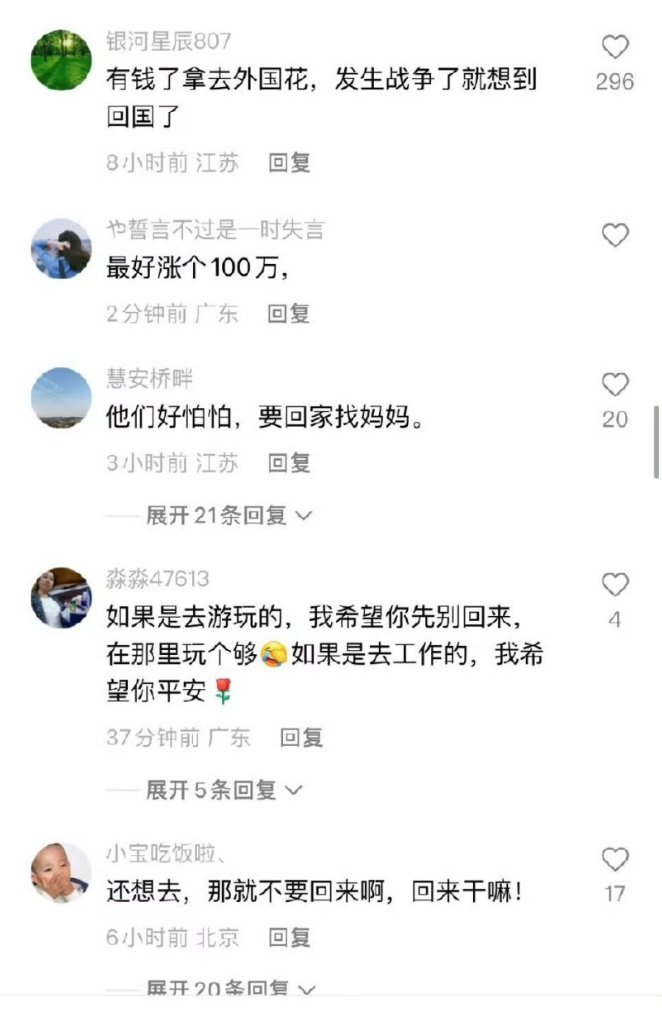 银河星辰807
有钱了拿去外国花，发生战争了就想到
回国了
296
8小时前 江苏 回复
や誓言不过是一时失言
最好涨个100万，
2分钟前 广东 回复
慧安桥畔
他们好怕怕，要回家找妈妈。
20
3小时前 江苏 回复
展开21条回复
淼淼47613
如果是去游玩的，我希望你先别回来，
在那里玩个够😂如果是去工作的，我希
望你平安🌹
4
37分钟前 广东 回复
展开5条回复
小宝吃饭啦、
还想去，那就不要回来啊，回来干嘛！
17
6小时前 北京 回复
展开20条回复